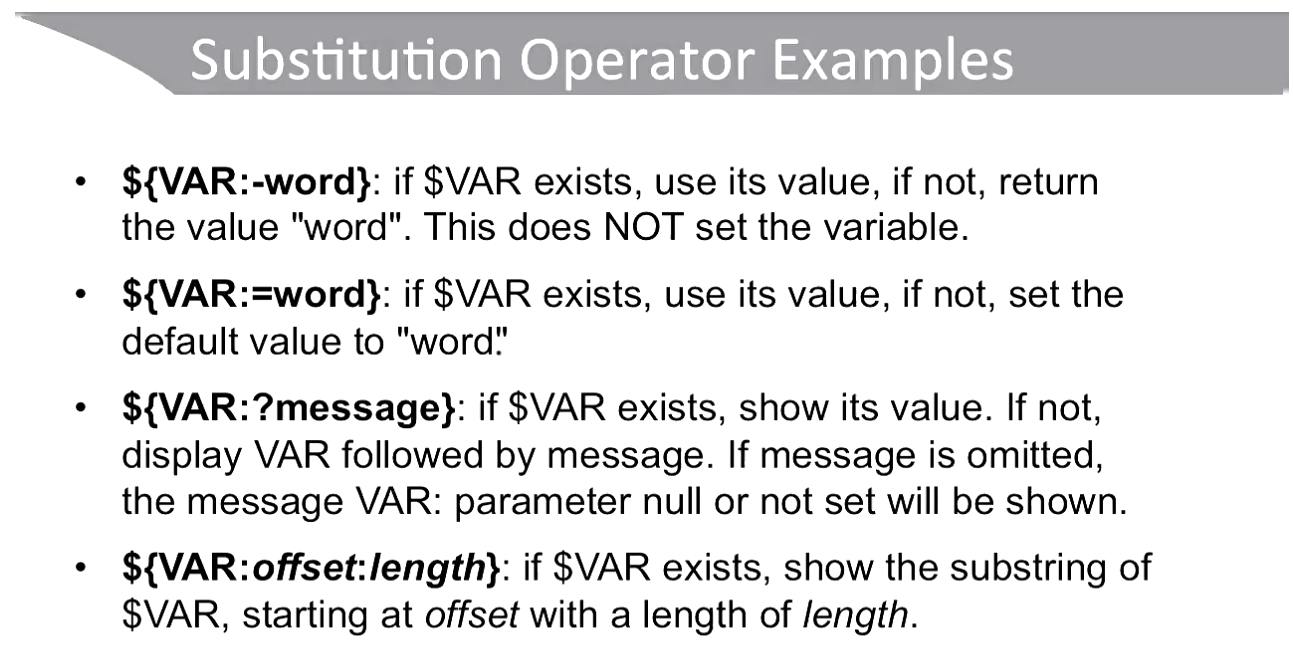 Substitution Operator Examples
• ${VAR:-word}: if $VAR exists, use its value, if not, return
the value "word". This does NOT set the variable.
• ${VAR:=word}: if $VAR exists, use its value, if not, set the
default value to "word".
• ${VAR:?message}: if $VAR exists, show its value. If not,
display VAR followed by message. If message is omitted,
the message VAR: parameter null or not set will be shown.
• ${VAR:offset:length}: if $VAR exists, show the substring of
$VAR, starting at offset with a length of length.